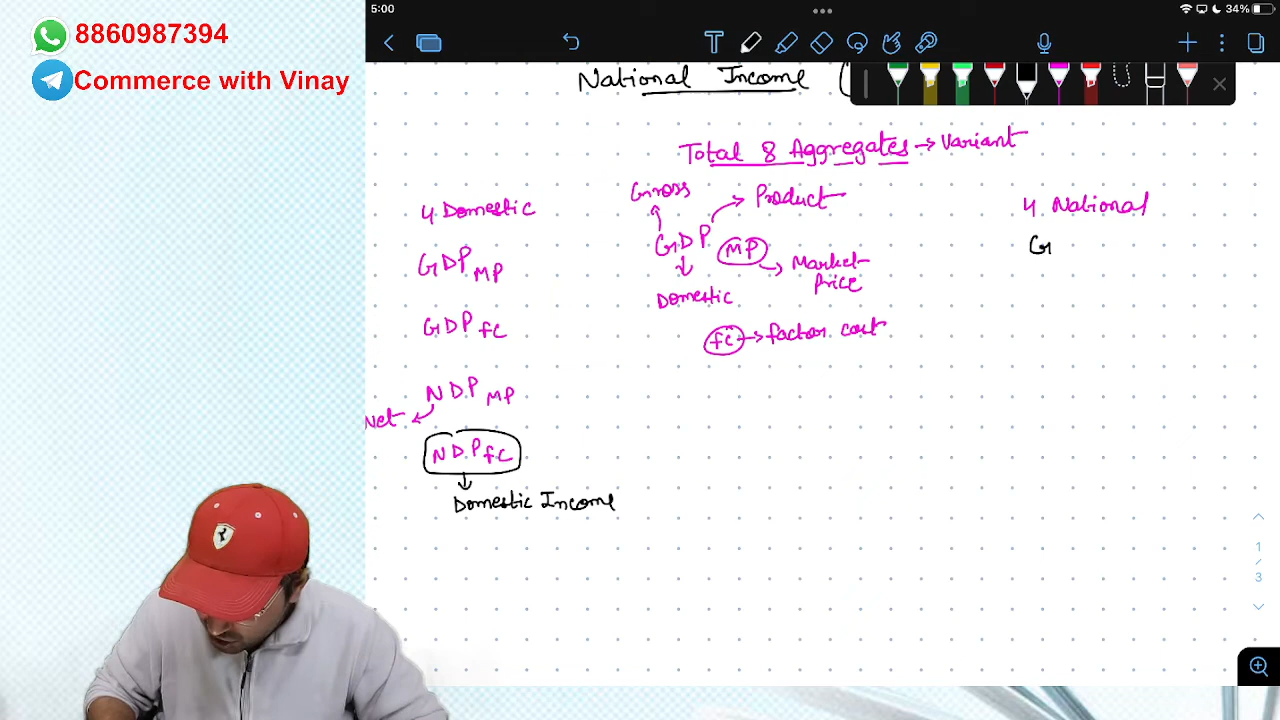 8860987394
Commerce with Vinay
5:00
34%
National Income (
Total 8 Aggregates → Variant
4 Domestic
GDP MP
GDP fC
NDP MP
Net
NDP fC
Domestic Income
Gross
Product
GDP
MP
Market
Price
Domestic
fc → factor cost
4 National
G
1
/
3